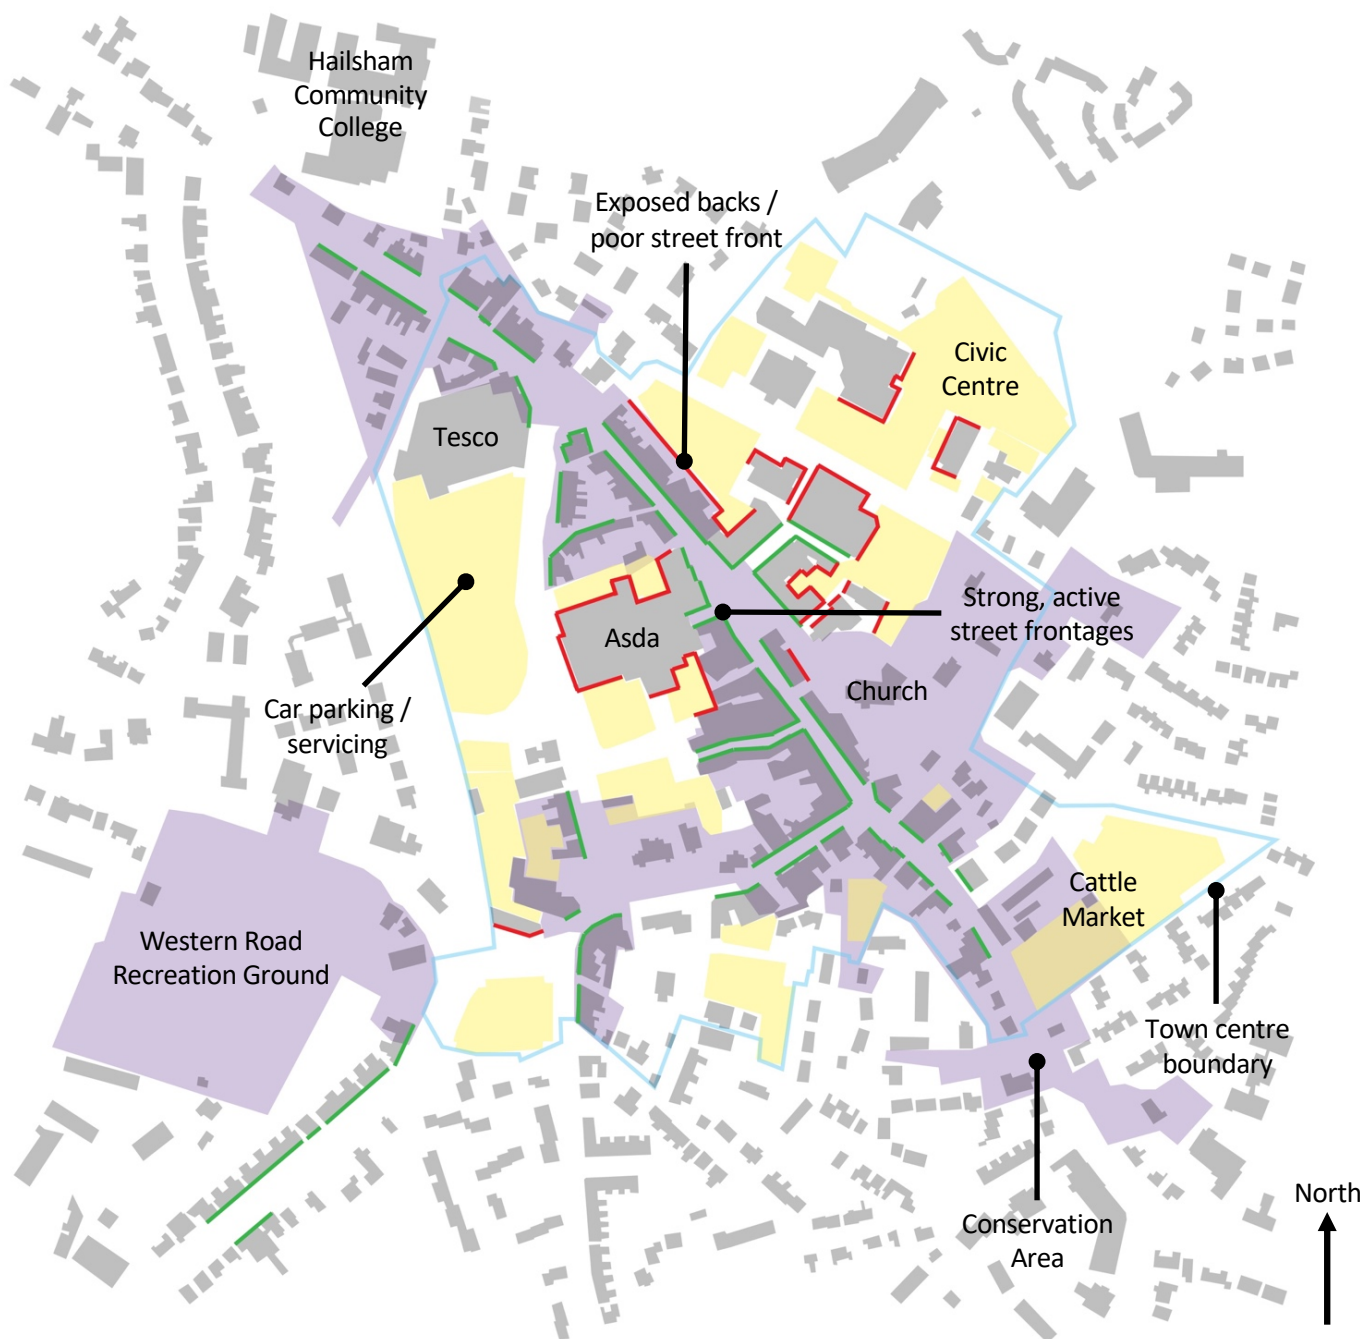 Hailsham
Community
College
Exposed backs /
poor street front
Civic
Centre
Tesco
Strong, active
street frontages
Asda
Church
Car parking /
servicing
Cattle
Market
Western Road
Recreation Ground
Town centre
boundary
Conservation
Area
North